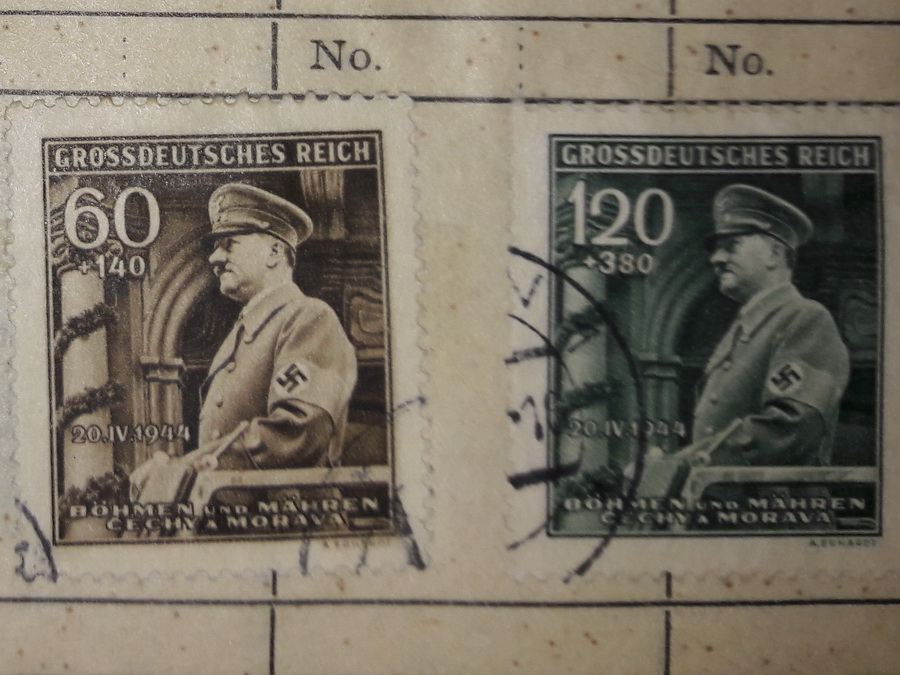 No.
No.
GROSSDEUTSCHES REICH
60
+140
20.IV.1944
BÖHMEN UND MÄHREN
ČECHY A MORAVA
GROSSDEUTSCHES REICH
120
+380
20.IV.1944
BÖHMEN UND MÄHREN
ČECHY A MORAVA